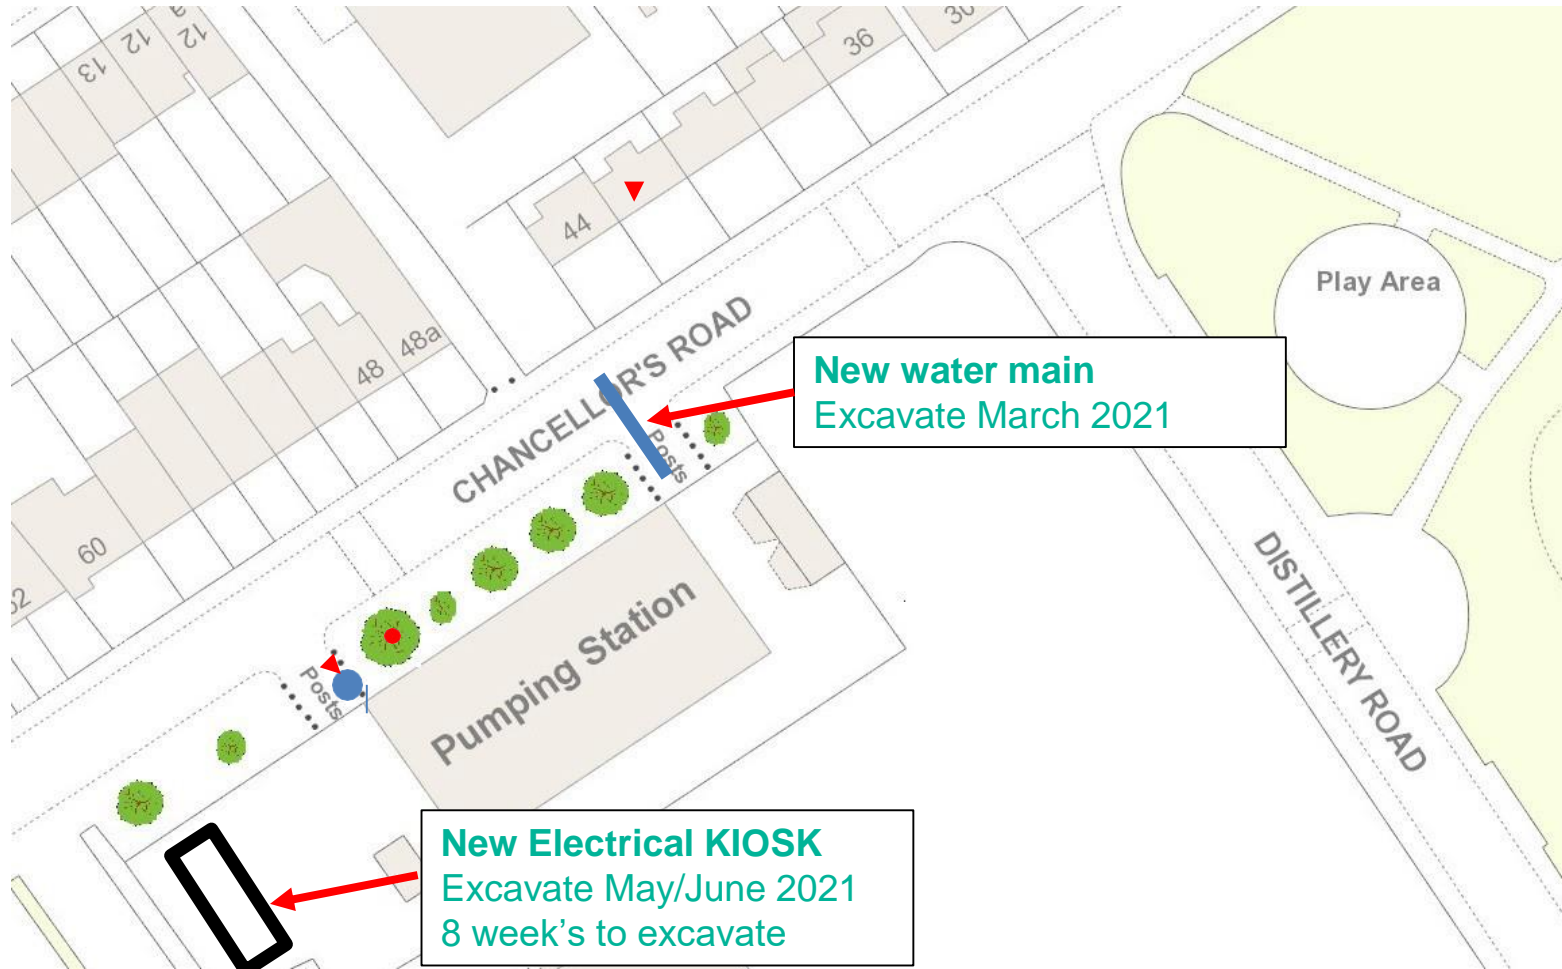 12
12
13
36
30
44
Play Area
CHANCELLOR'S ROAD
48a
48
New water main
Excavate March 2021
Posts
60
DISTILLERY ROAD
Pumping Station
Posts
New Electrical KIOSK
Excavate May/June 2021
8 week's to excavate